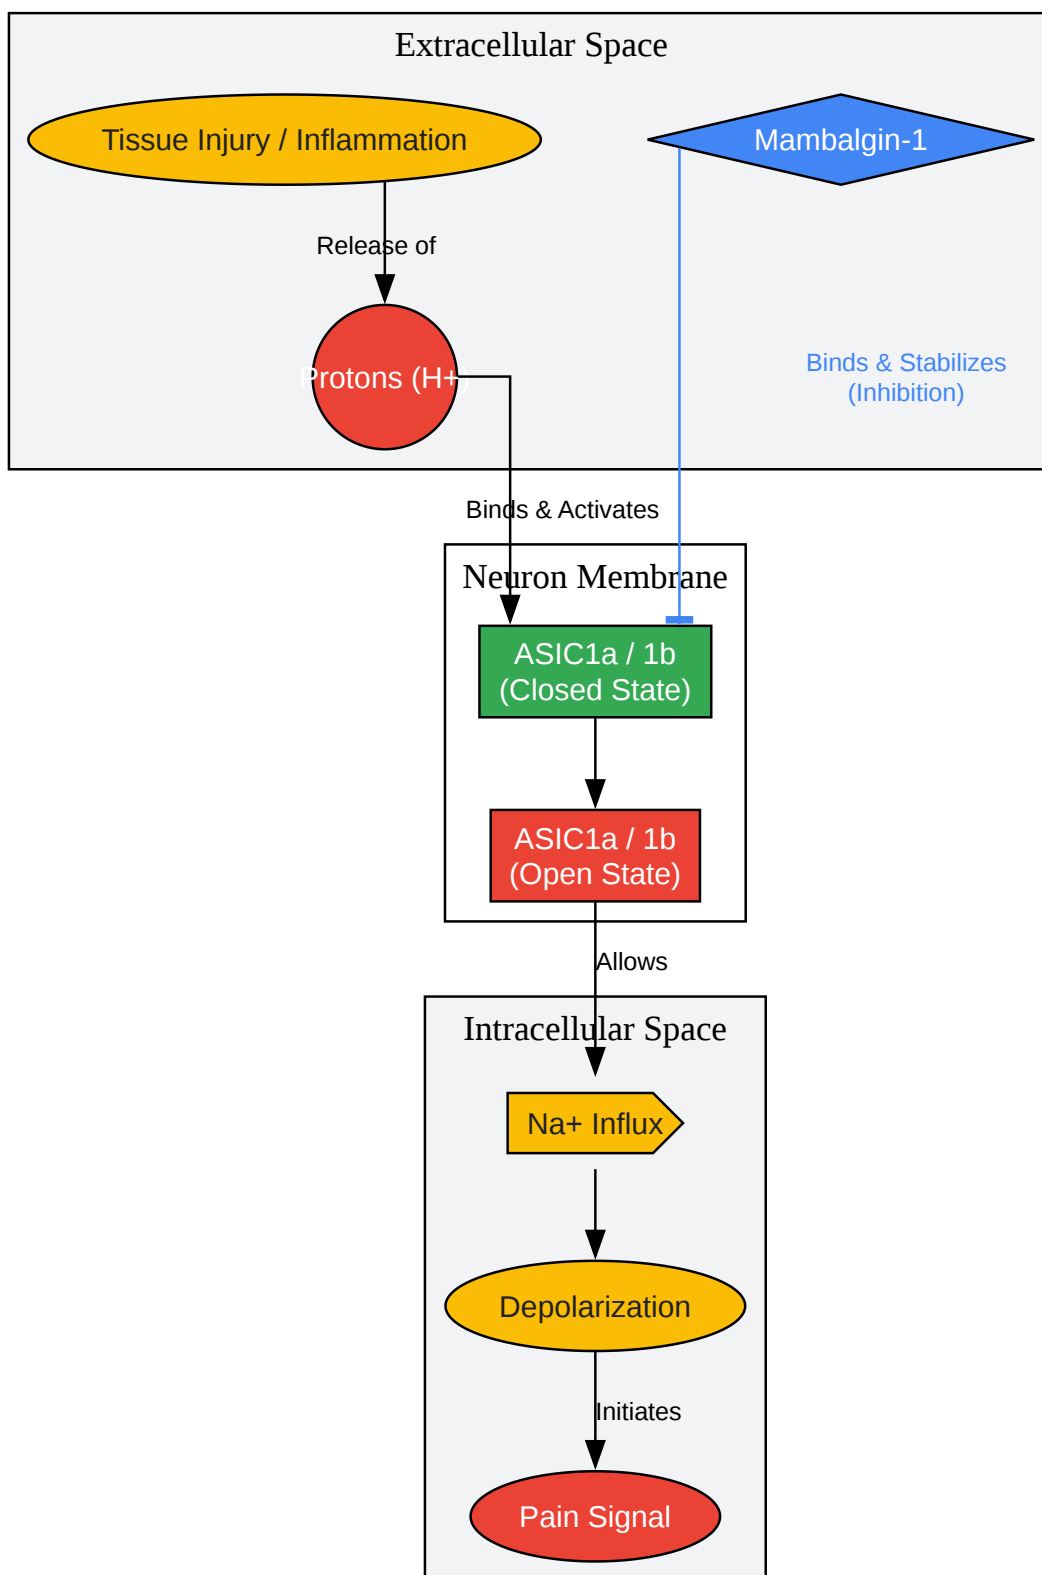 Extracellular Space
Tissue Injury / Inflammation
Mambalgin-1
Release of
Binds & Stabilizes
(Inhibition)
Protons (H+)
Binds & Activates
Neuron Membrane
ASIC1a / 1b
(Closed State)
ASIC1a / 1b
(Open State)
Allows
Intracellular Space
Na+ Influx
Depolarization
Initiates
Pain Signal